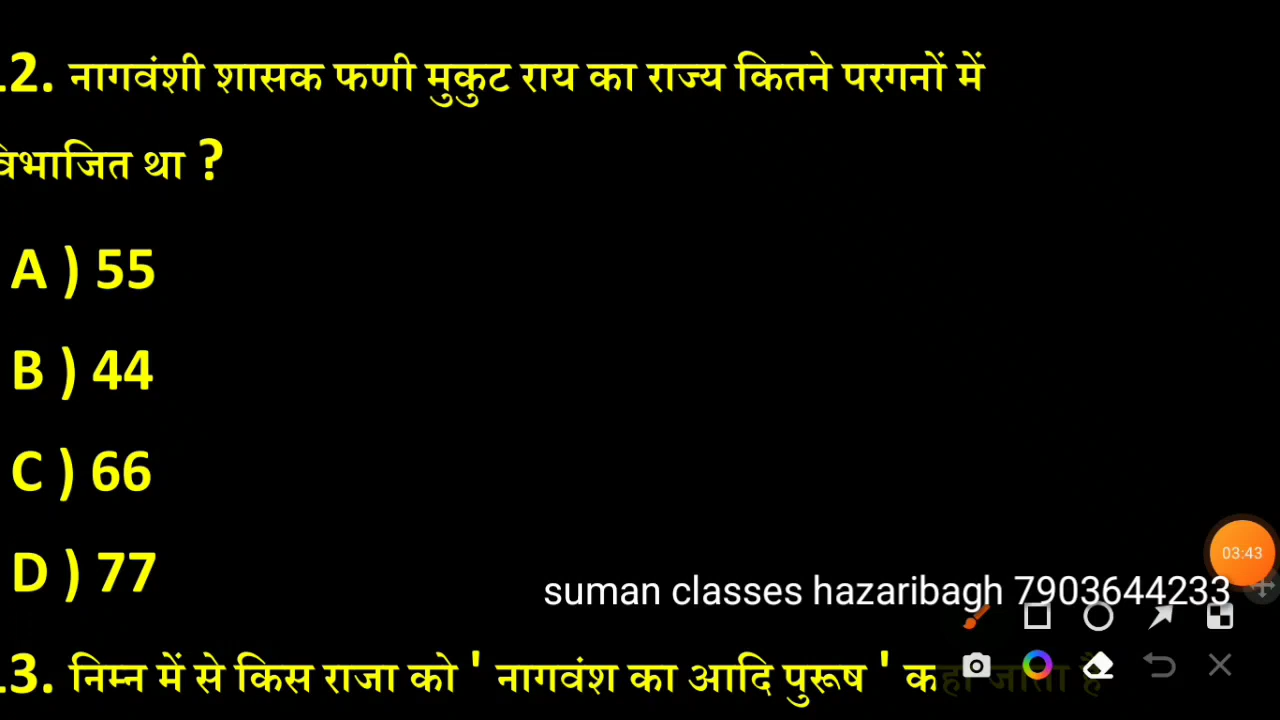 .2. नागवंशी शासक फणी मुकुट राय का राज्य कितने परगनों में
विभाजित था ?
A ) 55
B ) 44
C ) 66
D ) 77
03:43
suman classes hazaribagh 7903644233
.3. निम्न में से किस राजा को ' नागवंश का आदि पुरूष ' कहा जाता है